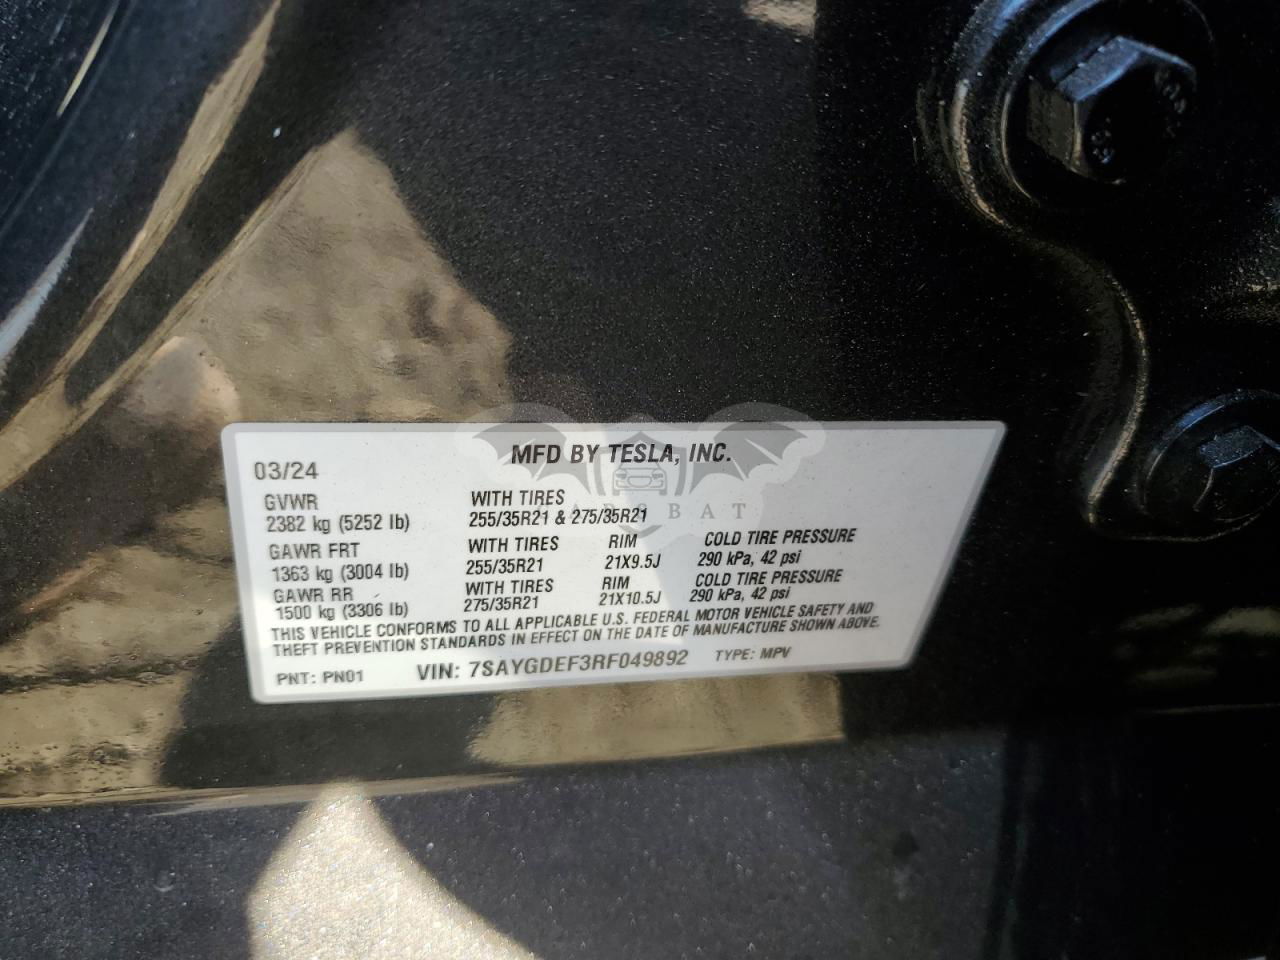 MFD BY TESLA, INC.
03/24
GVWR WITH TIRES
2382 kg (5252 lb) 255/35R21 & 275/35R21
GAWR FRT WITH TIRES RIM COLD TIRE PRESSURE
1363 kg (3004 lb) 255/35R21 21X9.5J 290 kPa, 42 psi
GAWR RR WITH TIRES RIM COLD TIRE PRESSURE
1500 kg (3306 lb) 275/35R21 21X10.5J 290 kPa, 42 psi
THIS VEHICLE CONFORMS TO ALL APPLICABLE U.S. FEDERAL MOTOR VEHICLE SAFETY AND
THEFT PREVENTION STANDARDS IN EFFECT ON THE DATE OF MANUFACTURE SHOWN ABOVE.
PNT: PN01 VIN: 7SAYGDEF3RF049892 TYPE: MPV